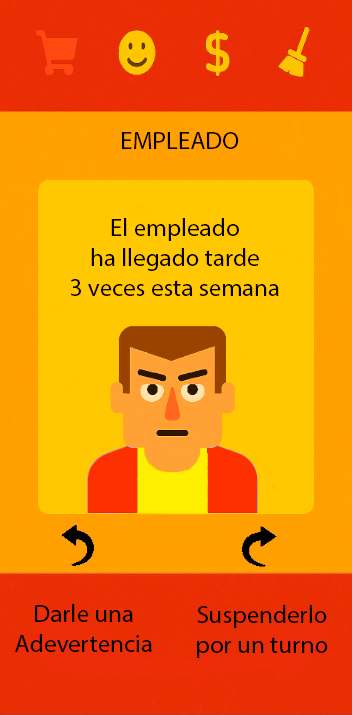 $
EMPLEADO
El empleado
ha llegado tarde
3 veces esta semana
Darle una
Adevertencia
Suspenderlo
por un turno